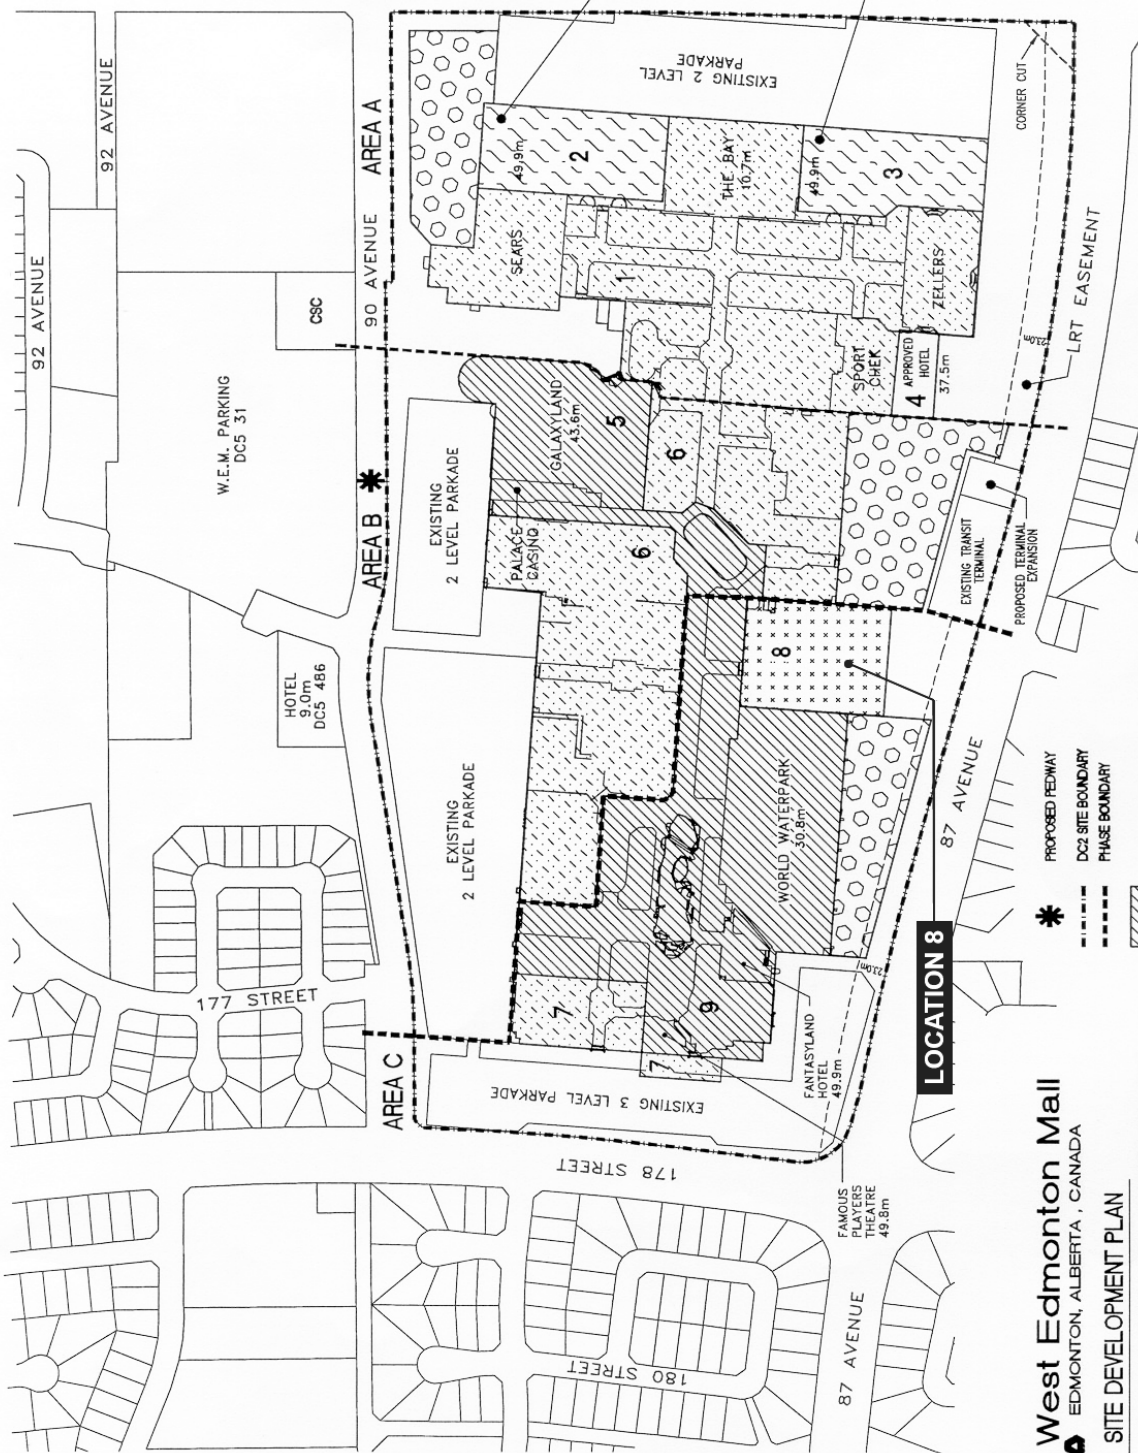 92 AVENUE
92 AVENUE
W.E.M. PARKING
DC5 31
CSC
90 AVENUE
AREA A
AREA B
AREA C
HOTEL
9.0m
DC5 486
177 STREET
EXISTING
2 LEVEL PARKADE
EXISTING
2 LEVEL PARKADE
EXISTING 2 LEVEL
PARKADE
EXISTING 3 LEVEL PARKADE
SEARS
1
49.9m
2
THE BAY
10.7m
49.9m
3
ZELLERS
SPORT
CHEK
4
APPROVED
HOTEL
37.5m
GALAXYLAND
43.6m
5
6
PALACE
CASINO
6
7
7
8
9
WORLD WATERPARK
30.8m
FANTASYLAND
HOTEL
49.9m
FAMOUS
PLAYERS
THEATRE
49.8m
EXISTING TRANSIT
TERMINAL
PROPOSED TERMINAL
EXPANSION
CORNER CUT
23.0m
LRT EASEMENT
23.0m
87 AVENUE
87 AVENUE
178 STREET
180 STREET
LOCATION 8
PROPOSED PEDWAY
DC2 SITE BOUNDARY
PHASE BOUNDARY
West Edmonton Mall
EDMONTON, ALBERTA, CANADA
SITE DEVELOPMENT PLAN